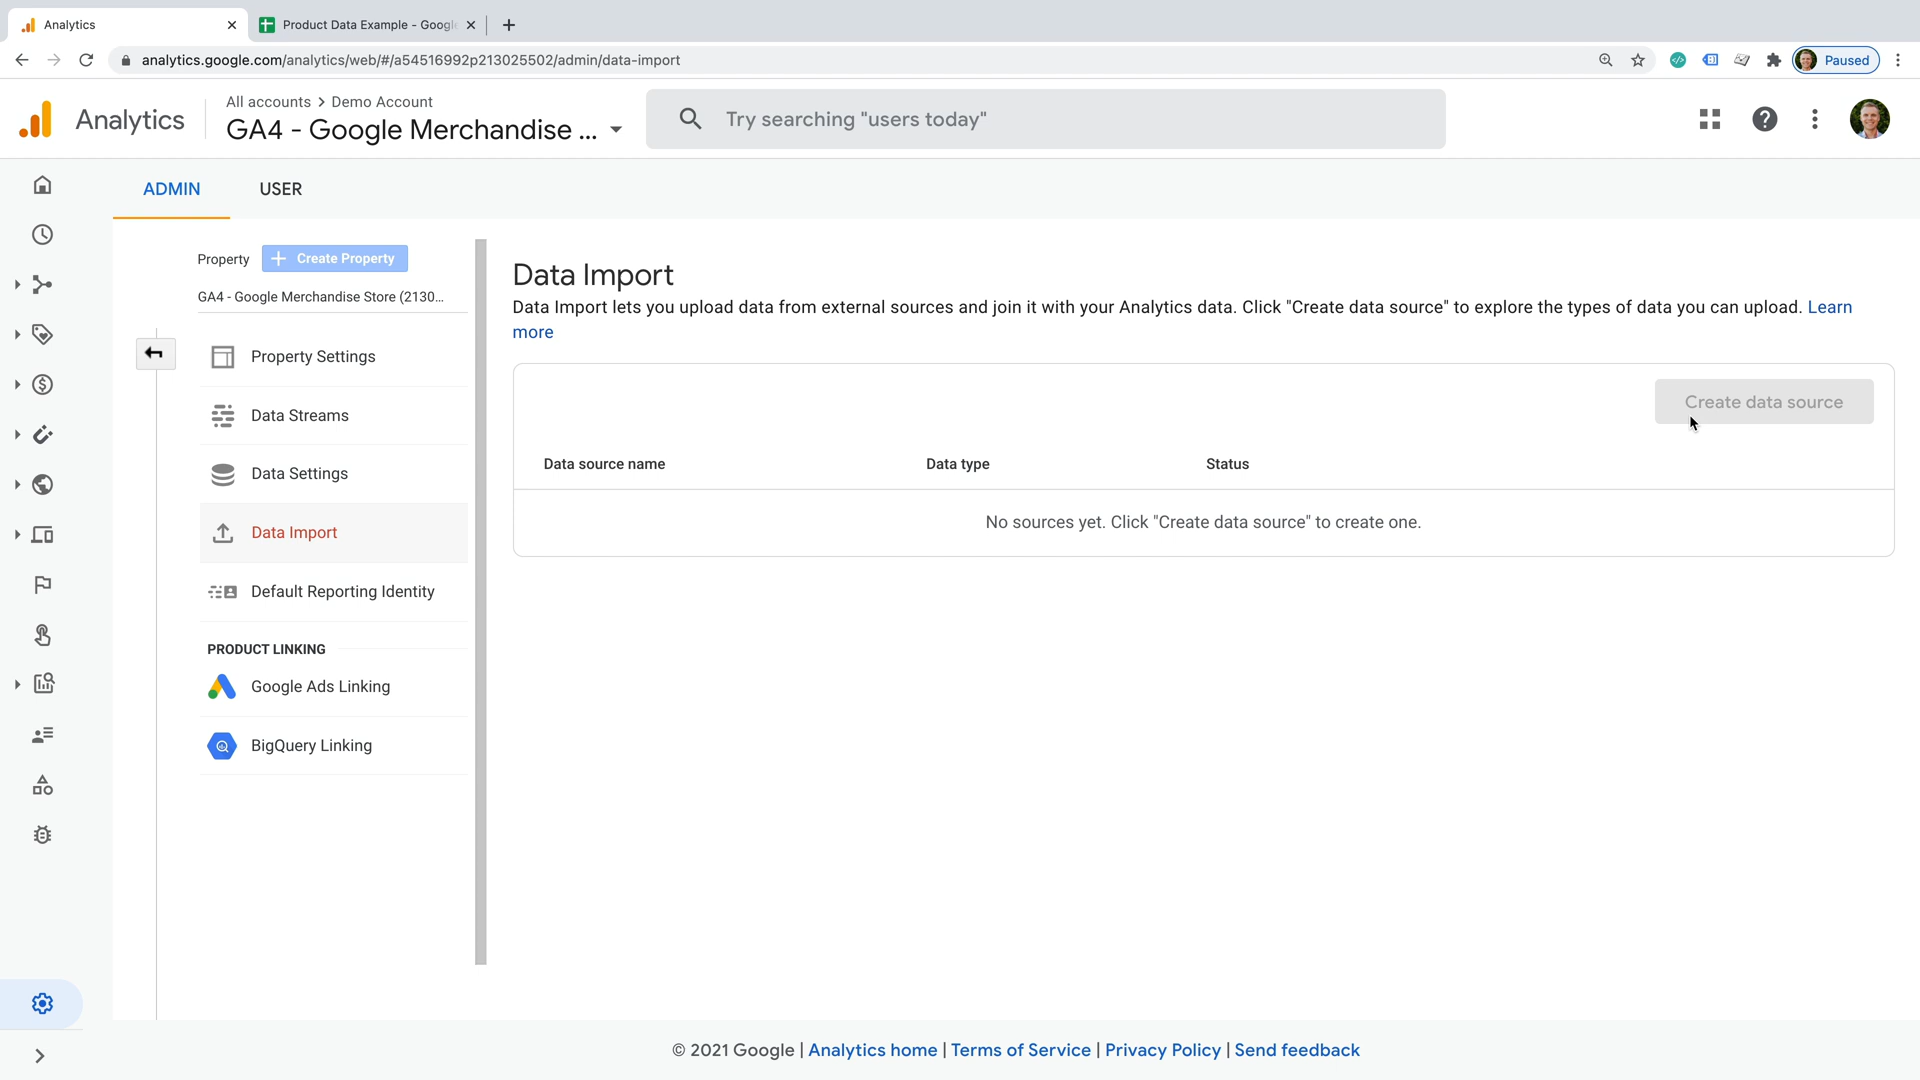 Analytics
Product Data Example - Google
analytics.google.com/analytics/web/#/a54516992p213025502/admin/data-import
Paused
Analytics
All accounts > Demo Account
GA4 - Google Merchandise ...
Try searching "users today"
ADMIN
USER
Property
Create Property
GA4 - Google Merchandise Store (2130...
Property Settings
Data Streams
Data Settings
Data Import
Default Reporting Identity
PRODUCT LINKING
Google Ads Linking
BigQuery Linking
Data Import
Data Import lets you upload data from external sources and join it with your Analytics data. Click "Create data source" to explore the types of data you can upload. Learn
more
Create data source
Data source name
Data type
Status
No sources yet. Click "Create data source" to create one.
© 2021 Google | Analytics home | Terms of Service | Privacy Policy | Send feedback